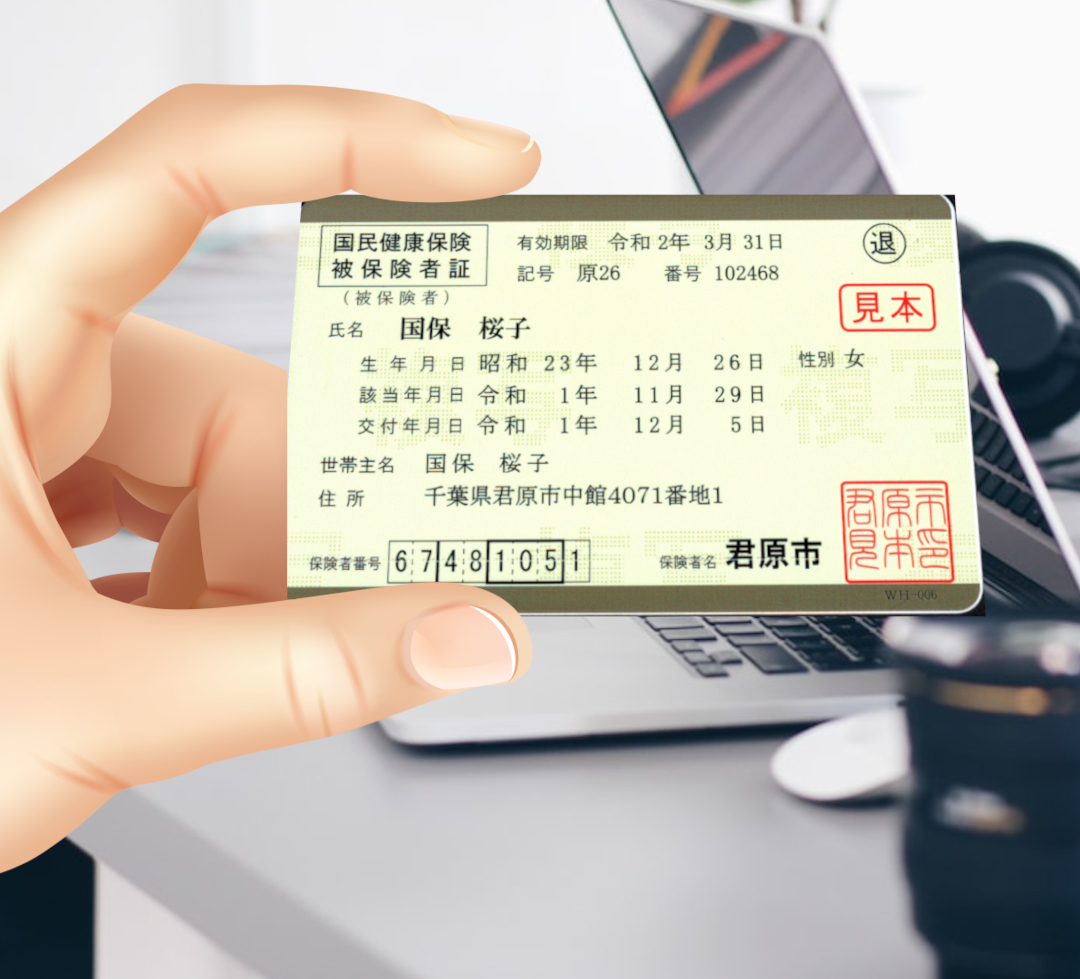 国民健康保険
被保険者証
有効期限 令和 2年 3月 31日
退
記号 原26 番号 102468
（被保険者）
見本
氏名 国保 桜子
生年月日 昭和 23年 12月 26日 性別 女
該当年月日 令和 1年 11月 29日
交付年月日 令和 1年 12月 5日
世帯主名 国保 桜子
住所 千葉県君原市中館4071番地1
保険者番号 67481051
保険者名 君原市
君原市
見本印
WH-006
複写